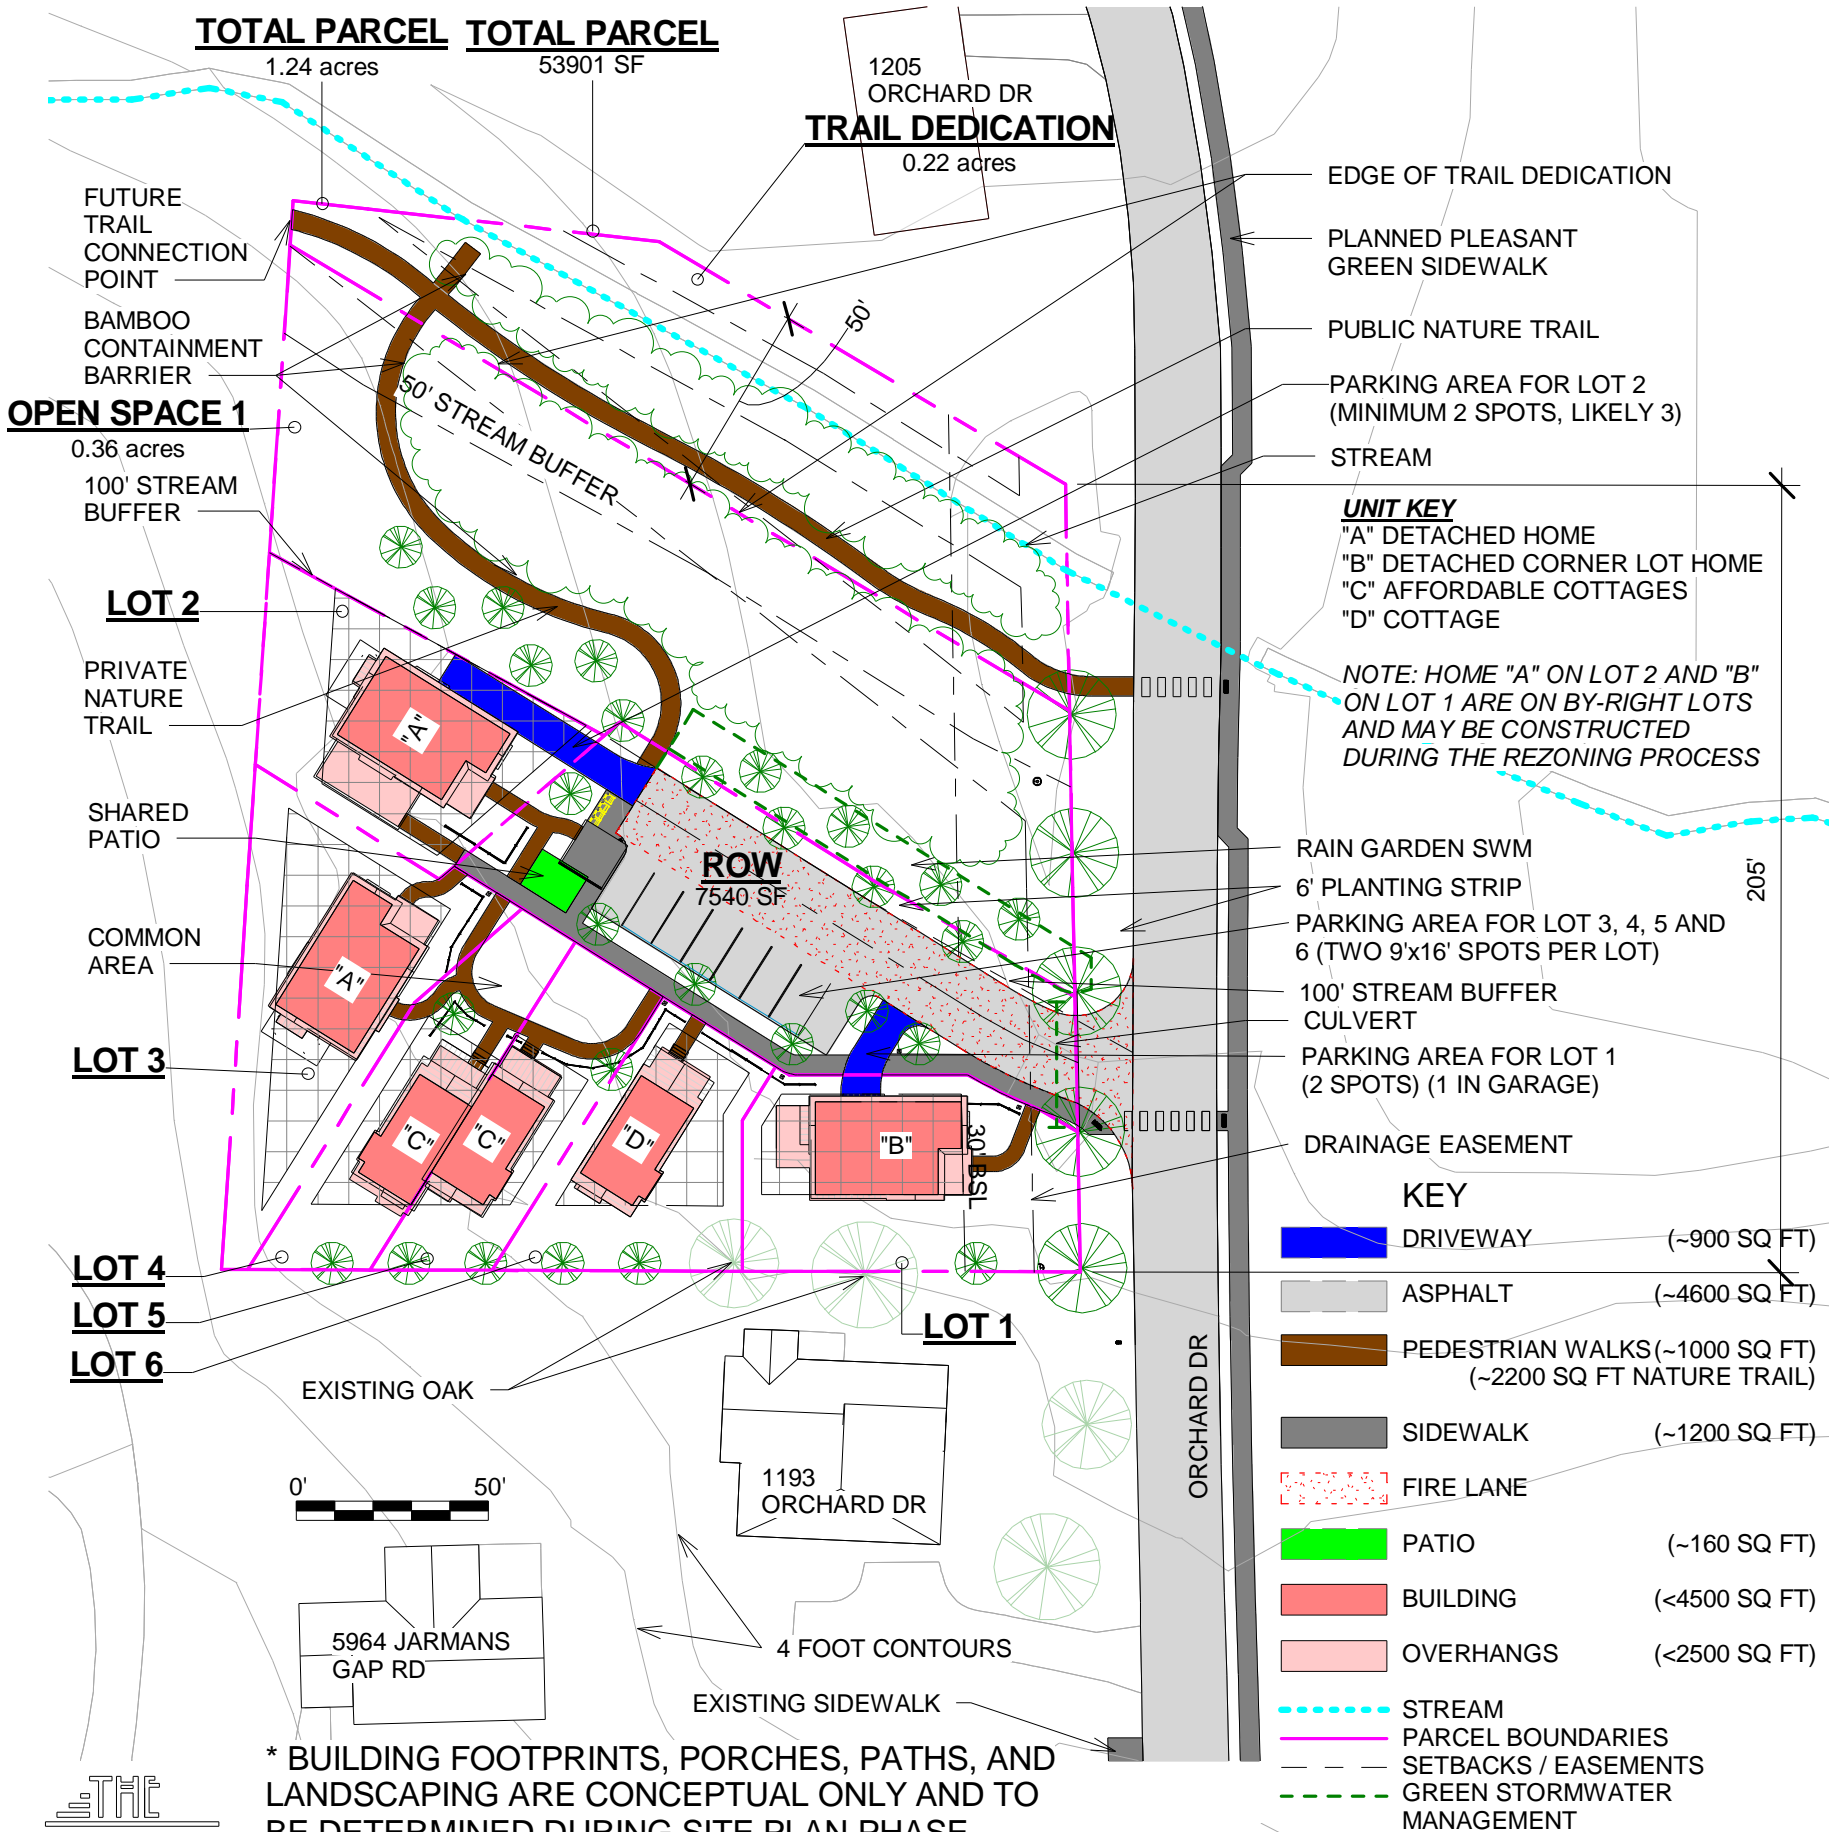 TOTAL PARCEL
1.24 acres
TOTAL PARCEL
53901 SF
1205
ORCHARD DR
TRAIL DEDICATION
0.22 acres
FUTURE
TRAIL
CONNECTION
POINT
BAMBOO
CONTAINMENT
BARRIER
OPEN SPACE 1
0.36 acres
100' STREAM
BUFFER
LOT 2
PRIVATE
NATURE
TRAIL
SHARED
PATIO
COMMON
AREA
LOT 3
LOT 4
LOT 5
LOT 6
EXISTING OAK
50'
50' STREAM BUFFER
"A"
"A"
"C"
"C"
"D"
"B"
ROW
7540 SF
30' BSL
LOT 1
EDGE OF TRAIL DEDICATION
PLANNED PLEASANT
GREEN SIDEWALK
PUBLIC NATURE TRAIL
PARKING AREA FOR LOT 2
(MINIMUM 2 SPOTS, LIKELY 3)
STREAM
UNIT KEY
"A" DETACHED HOME
"B" DETACHED CORNER LOT HOME
"C" AFFORDABLE COTTAGES
"D" COTTAGE
NOTE: HOME "A" ON LOT 2 AND "B"
ON LOT 1 ARE ON BY-RIGHT LOTS
AND MAY BE CONSTRUCTED
DURING THE REZONING PROCESS
205'
RAIN GARDEN SWM
6' PLANTING STRIP
PARKING AREA FOR LOT 3, 4, 5 AND
6 (TWO 9'x16' SPOTS PER LOT)
100' STREAM BUFFER
CULVERT
PARKING AREA FOR LOT 1
(2 SPOTS) (1 IN GARAGE)
DRAINAGE EASEMENT
KEY
DRIVEWAY (~900 SQ FT)
ASPHALT (~4600 SQ FT)
PEDESTRIAN WALKS (~1000 SQ FT)
(~2200 SQ FT NATURE TRAIL)
SIDEWALK (~1200 SQ FT)
FIRE LANE
PATIO (~160 SQ FT)
BUILDING (<4500 SQ FT)
OVERHANGS (<2500 SQ FT)
STREAM
PARCEL BOUNDARIES
SETBACKS / EASEMENTS
GREEN STORMWATER
MANAGEMENT
ORCHARD DR
0' 50'
1193
ORCHARD DR
5964 JARMANS
GAP RD
4 FOOT CONTOURS
EXISTING SIDEWALK
* BUILDING FOOTPRINTS, PORCHES, PATHS, AND
LANDSCAPING ARE CONCEPTUAL ONLY AND TO
BE DETERMINED DURING SITE PLAN PHASE
THE